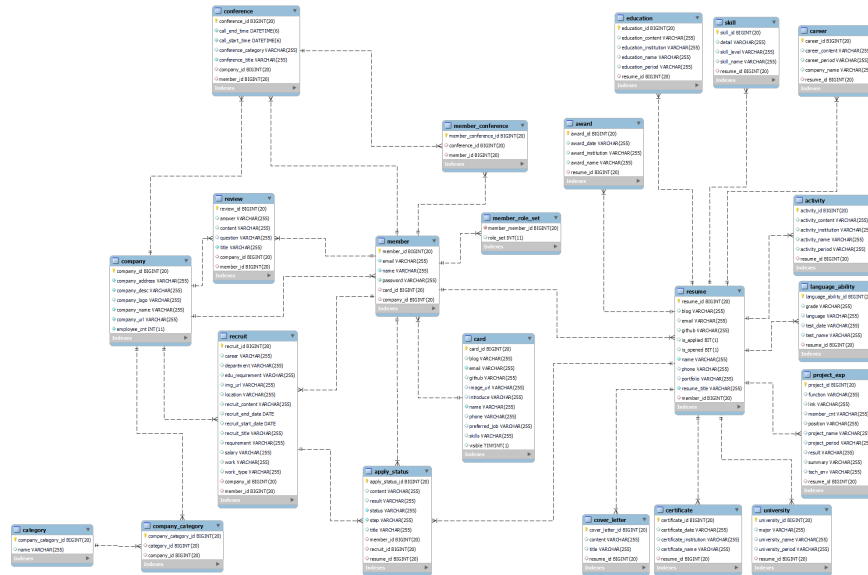 conference
conference_id BIGINT(20)
call_end_time DATETIME(6)
call_start_time DATETIME(6)
conference_category VARCHAR(255)
conference_title VARCHAR(255)
company_id BIGINT(20)
member_id BIGINT(20)
Indexes
education
education_id BIGINT(20)
education_content VARCHAR(255)
education_institution VARCHAR(255)
education_name VARCHAR(255)
education_period VARCHAR(255)
resume_id BIGINT(20)
Indexes
skill
skill_id BIGINT(20)
detail VARCHAR(255)
skill_level VARCHAR(255)
skill_name VARCHAR(255)
resume_id BIGINT(20)
Indexes
career
career_id BIGINT(20)
career_content VARCHAR(255)
career_period VARCHAR(255)
company_name VARCHAR(255)
resume_id BIGINT(20)
Indexes
member_conference
member_conference_id BIGINT(20)
conference_id BIGINT(20)
member_id BIGINT(20)
Indexes
award
award_id BIGINT(20)
award_date VARCHAR(255)
award_institution VARCHAR(255)
award_name VARCHAR(255)
resume_id BIGINT(20)
Indexes
review
review_id BIGINT(20)
answer VARCHAR(255)
content VARCHAR(255)
question VARCHAR(255)
title VARCHAR(255)
company_id BIGINT(20)
member_id BIGINT(20)
Indexes
member_role_set
member_member_id BIGINT(20)
role_set INT(11)
Indexes
activity
activity_id BIGINT(20)
activity_content VARCHAR(255)
activity_institution VARCHAR(255)
activity_name VARCHAR(255)
activity_period VARCHAR(255)
resume_id BIGINT(20)
Indexes
company
company_id BIGINT(20)
company_address VARCHAR(255)
company_desc VARCHAR(255)
company_logo VARCHAR(255)
company_name VARCHAR(255)
company_url VARCHAR(255)
employee_cnt INT(11)
Indexes
member
member_id BIGINT(20)
email VARCHAR(255)
name VARCHAR(255)
password VARCHAR(255)
card_id BIGINT(20)
company_id BIGINT(20)
Indexes
resume
resume_id BIGINT(20)
blog VARCHAR(255)
email VARCHAR(255)
github VARCHAR(255)
is_applied BIT(1)
is_opened BIT(1)
name VARCHAR(255)
phone VARCHAR(255)
portfolio VARCHAR(255)
resume_title VARCHAR(255)
member_id BIGINT(20)
Indexes
language_ability
language_ability_id BIGINT(20)
grade VARCHAR(255)
language VARCHAR(255)
test_date VARCHAR(255)
test_name VARCHAR(255)
resume_id BIGINT(20)
Indexes
recruit
recruit_id BIGINT(20)
career VARCHAR(255)
department VARCHAR(255)
edu_requirement VARCHAR(255)
img_url VARCHAR(255)
location VARCHAR(255)
recruit_content VARCHAR(255)
recruit_end_date DATE
recruit_start_date DATE
recruit_title VARCHAR(255)
requirement VARCHAR(255)
salary VARCHAR(255)
work VARCHAR(255)
work_type VARCHAR(255)
company_id BIGINT(20)
member_id BIGINT(20)
Indexes
card
card_id BIGINT(20)
blog VARCHAR(255)
email VARCHAR(255)
github VARCHAR(255)
image_url VARCHAR(255)
introduce VARCHAR(255)
name VARCHAR(255)
phone VARCHAR(255)
preferred_job VARCHAR(255)
skills VARCHAR(255)
visible TINYINT(1)
Indexes
project_exp
project_id BIGINT(20)
function VARCHAR(255)
link VARCHAR(255)
member_cnt VARCHAR(255)
position VARCHAR(255)
project_name VARCHAR(255)
project_period VARCHAR(255)
result VARCHAR(255)
summary VARCHAR(255)
tech_env VARCHAR(255)
resume_id BIGINT(20)
Indexes
apply_status
apply_status_id BIGINT(20)
content VARCHAR(255)
result VARCHAR(255)
status VARCHAR(255)
step VARCHAR(255)
title VARCHAR(255)
member_id BIGINT(20)
recruit_id BIGINT(20)
resume_id BIGINT(20)
Indexes
category
company_category_id BIGINT(20)
name VARCHAR(255)
Indexes
company_category
company_category_id BIGINT(20)
category_id BIGINT(20)
company_id BIGINT(20)
Indexes
cover_letter
cover_letter_id BIGINT(20)
content VARCHAR(255)
title VARCHAR(255)
resume_id BIGINT(20)
Indexes
certificate
certificate_id BIGINT(20)
certificate_date VARCHAR(255)
certificate_institution VARCHAR(255)
certificate_name VARCHAR(255)
resume_id BIGINT(20)
Indexes
university
university_id BIGINT(20)
major VARCHAR(255)
university_name VARCHAR(255)
university_period VARCHAR(255)
resume_id BIGINT(20)
Indexes